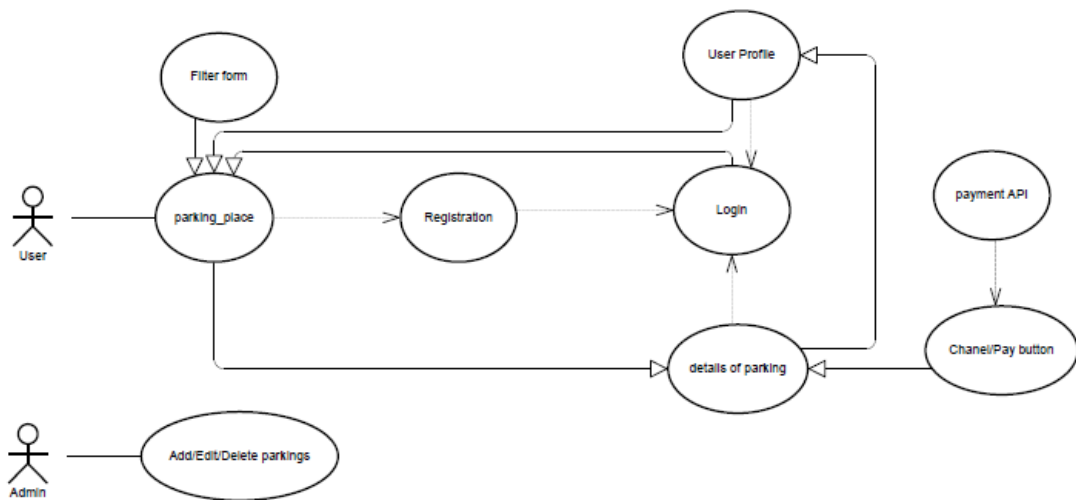 User Profile
Filter form
payment API
parking_place
Registration
Login
User
Chanel/Pay button
details of parking
Add/Edit/Delete parkings
Admin